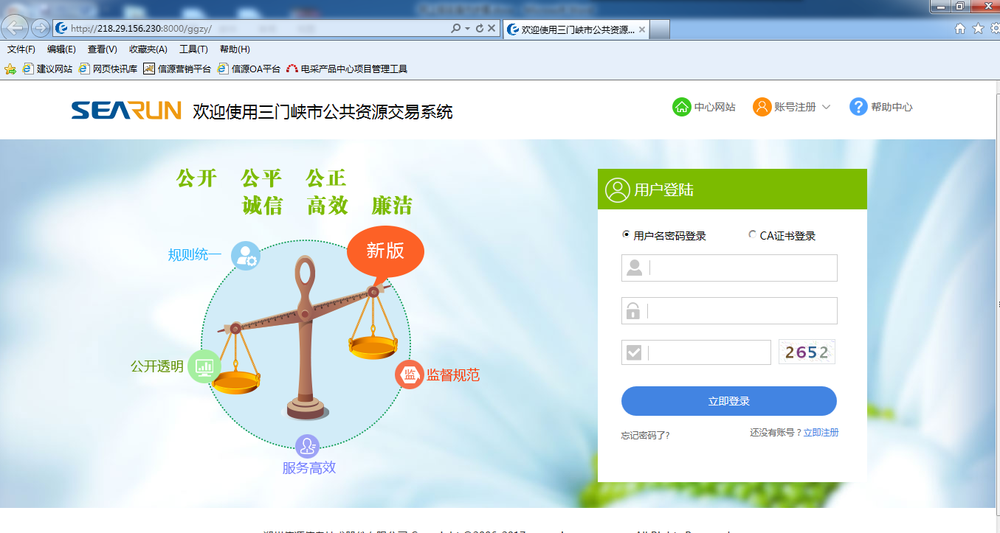 http://218.29.156.230:8000/ggzy/
欢迎使用三门峡市公共资源...
文件(F) 编辑(E) 查看(V) 收藏夹(A) 工具(T) 帮助(H)
建议网站 网页快讯库 信源营销平台 信源OA平台 电采产品中心项目管理工具
SEARUN 欢迎使用三门峡市公共资源交易系统
中心网站 账号注册 帮助中心
公开 公平 公正
诚信 高效 廉洁
新版
规则统一
公开透明
监
监督规范
服务高效
用户登陆
用户名密码登录 CA证书登录
2652
立即登录
忘记密码了?
还没有账号？立即注册